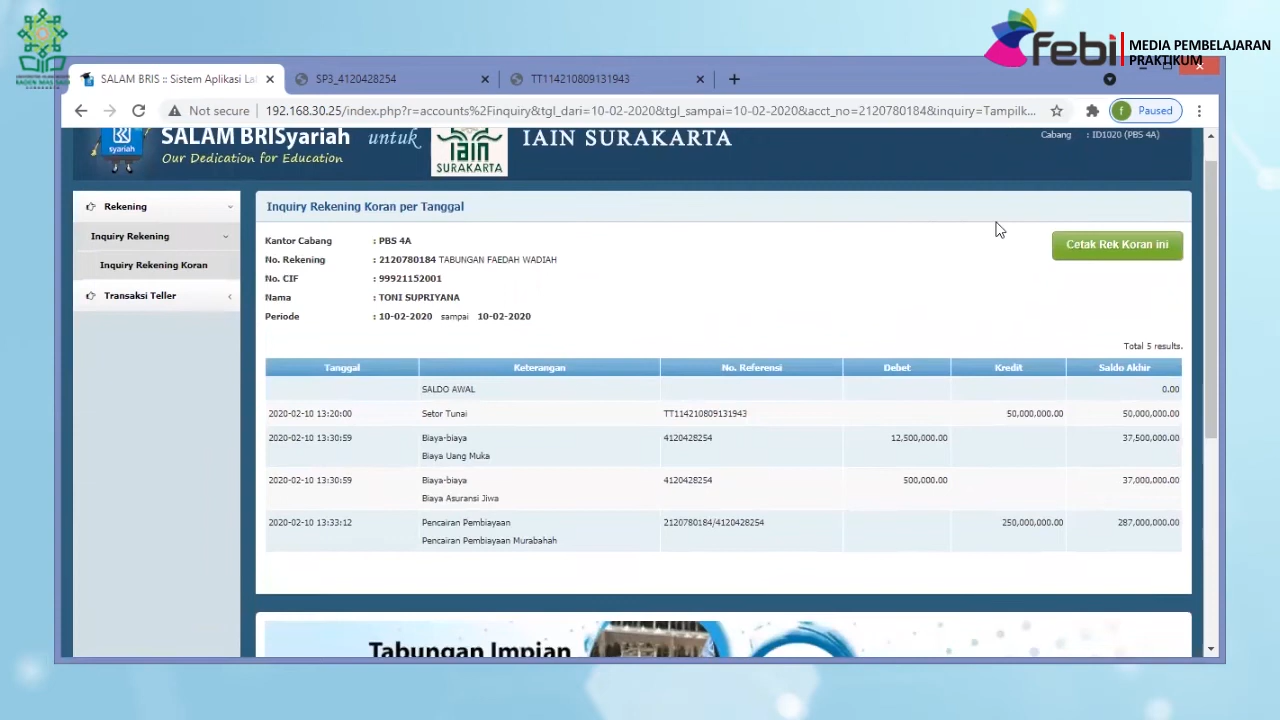 febi MEDIA PEMBELAJARAN
PRAKTIKUM
RADEN MAS SAID
SALAM BRIS :: Sistem Aplikasi Lat
SP3_4120428254
TT114210809131943
Not secure 192.168.30.25/index.php?r=accounts%2Finquiry&tgl_dari=10-02-2020&tgl_sampai=10-02-2020&acct_no=2120780184&inquiry=Tampilk...
f Paused
syariah
SALAM BRISyariah untuk
Our Dedication for Education
iain
SURAKARTA
IAIN SURAKARTA
Cabang : ID1020 (PBS 4A)
Rekening
Inquiry Rekening
Inquiry Rekening Koran
Transaksi Teller
Inquiry Rekening Koran per Tanggal
Cetak Rek Koran ini
Kantor Cabang : PBS 4A
No. Rekening : 2120780184 TABUNGAN FAEDAH WADIAH
No. CIF : 99921152001
Nama : TONI SUPRIYANA
Periode : 10-02-2020 sampai 10-02-2020
Total 5 results.
Tanggal Keterangan No. Referensi Debet Kredit Saldo Akhir
SALDO AWAL 0.00
2020-02-10 13:20:00 Setor Tunai TT114210809131943 50,000,000.00 50,000,000.00
2020-02-10 13:30:59 Biaya-biaya 4120428254 12,500,000.00 37,500,000.00
Biaya Uang Muka
2020-02-10 13:30:59 Biaya-biaya 4120428254 500,000.00 37,000,000.00
Biaya Asuransi Jiwa
2020-02-10 13:33:12 Pencairan Pembiayaan 2120780184/4120428254 250,000,000.00 287,000,000.00
Pencairan Pembiayaan Murabahah
Tabungan Impian